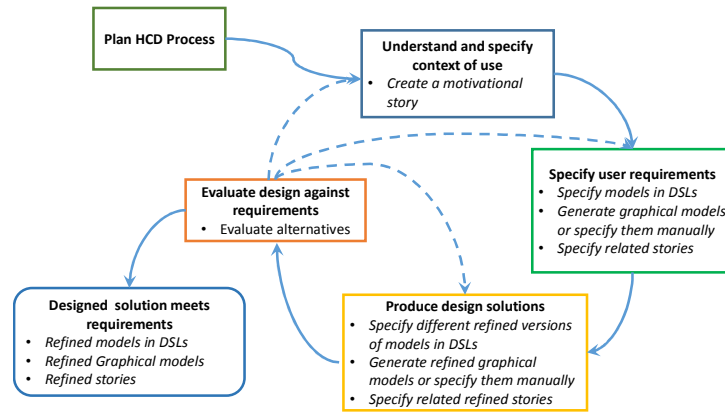 Plan HCD Process
Understand and specify
context of use
• Create a motivational
story
Specify user requirements
• Specify models in DSLs
• Generate graphical models
or specify them manually
• Specify related stories
Evaluate design against
requirements
• Evaluate alternatives
Designed solution meets
requirements
• Refined models in DSLs
• Refined Graphical models
• Refined stories
Produce design solutions
• Specify different refined versions
of models in DSLs
• Generate refined graphical
models or specify them manually
• Specify related refined stories